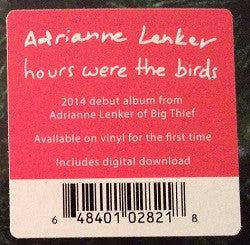 Adrianne Lenker
hours were the birds
2014 debut album from
Adrianne Lenker of Big Thief
Available on vinyl for the first time
Includes digital download
6 48401 02821 8